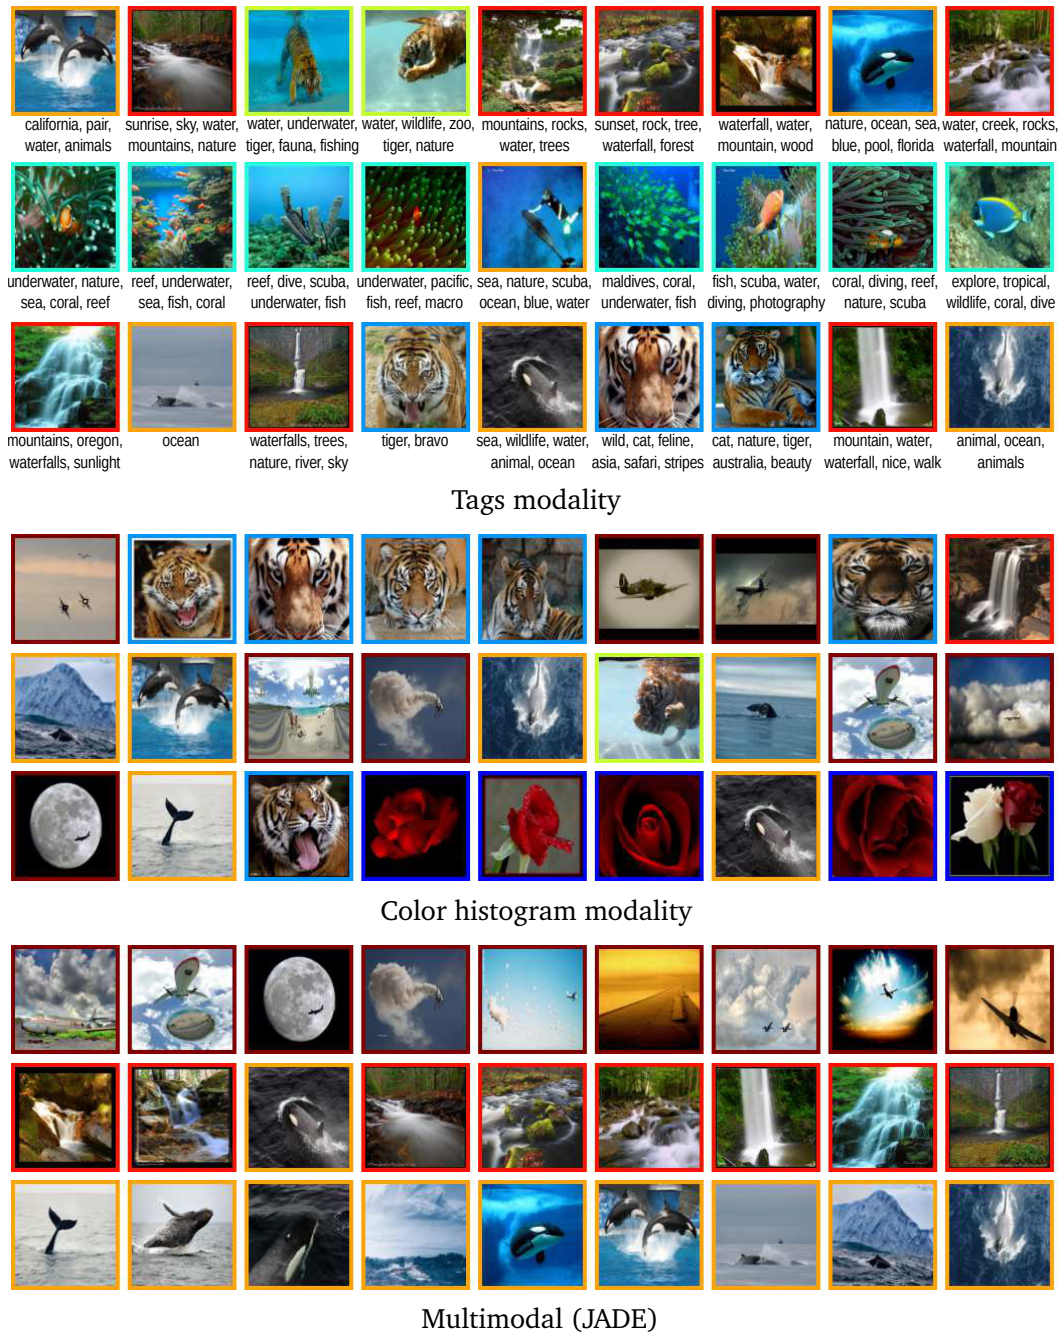 california, pair,
water, animals
sunrise, sky, water,
mountains, nature
water, underwater,
tiger, fauna, fishing
water, wildlife, zoo,
tiger, nature
mountains, rocks,
water, trees
sunset, rock, tree,
waterfall, forest
waterfall, water,
mountain, wood
nature, ocean, sea,
blue, pool, florida
water, creek, rocks,
waterfall, mountain
underwater, nature,
sea, coral, reef
reef, underwater,
sea, fish, coral
reef, dive, scuba,
underwater, fish
underwater, pacific,
fish, reef, macro
sea, nature, scuba,
ocean, blue, water
maldives, coral,
underwater, fish
fish, scuba, water,
diving, photography
coral, diving, reef,
nature, scuba
explore, tropical,
wildlife, coral, dive
mountains, oregon,
waterfalls, sunlight
ocean
waterfalls, trees,
nature, river, sky
tiger, bravo
sea, wildlife, water,
animal, ocean
wild, cat, feline,
asia, safari, stripes
cat, nature, tiger,
australia, beauty
mountain, water,
waterfall, nice, walk
animal, ocean,
animals
Tags modality
Color histogram modality
Multimodal (JADE)